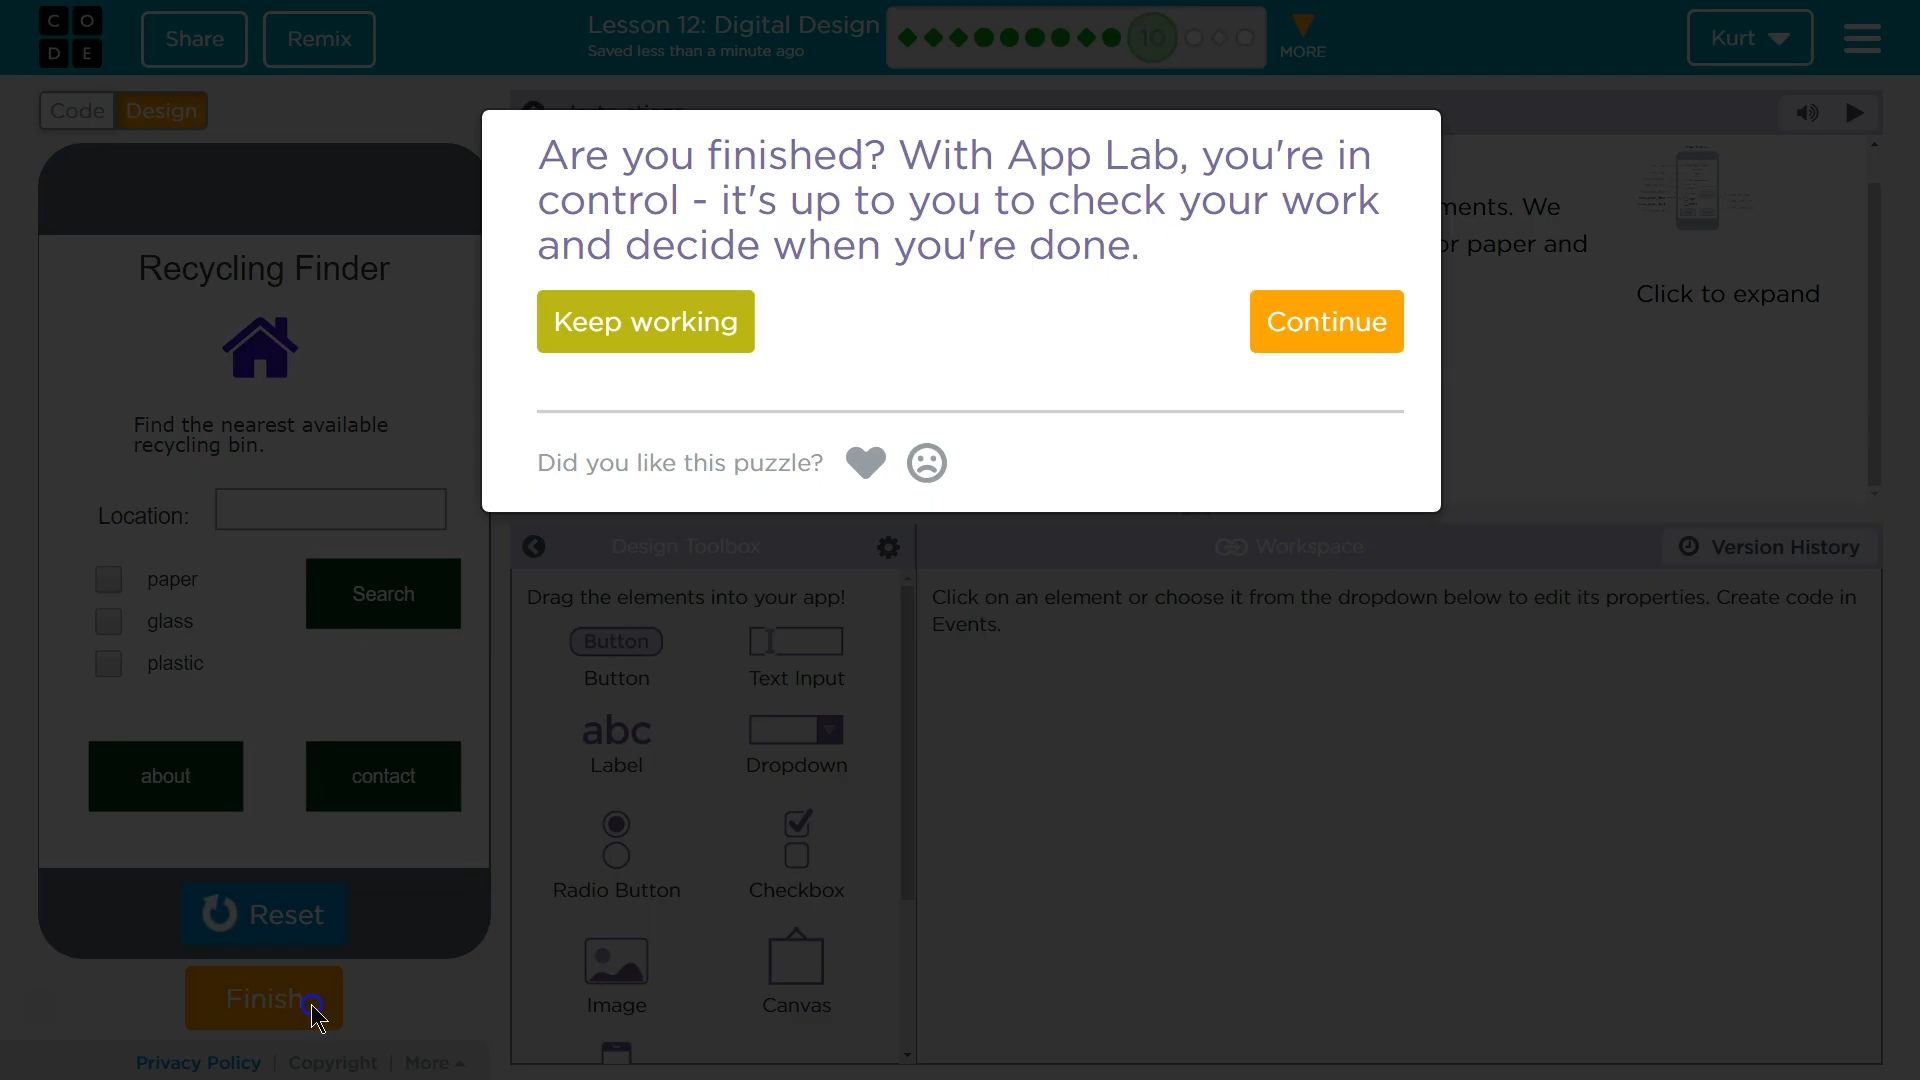 C O
D E
Share
Remix
Lesson 12: Digital Design
Saved less than a minute ago
10
MORE
Kurt
Code
Design
Are you finished? With App Lab, you're in
control - it's up to you to check your work
and decide when you're done.
Keep working
Continue
Did you like this puzzle?
We
paper and
Click to expand
Recycling Finder
Find the nearest available
recycling bin.
Location:
paper
Search
glass
plastic
about
contact
Reset
Finish
Design Toolbox
Workspace
Version History
Drag the elements into your app!
Button
Button
Text Input
abc
Label
Dropdown
Radio Button
Checkbox
Image
Canvas
Click on an element or choose it from the dropdown below to edit its properties. Create code in
Events.
Privacy Policy | Copyright | More